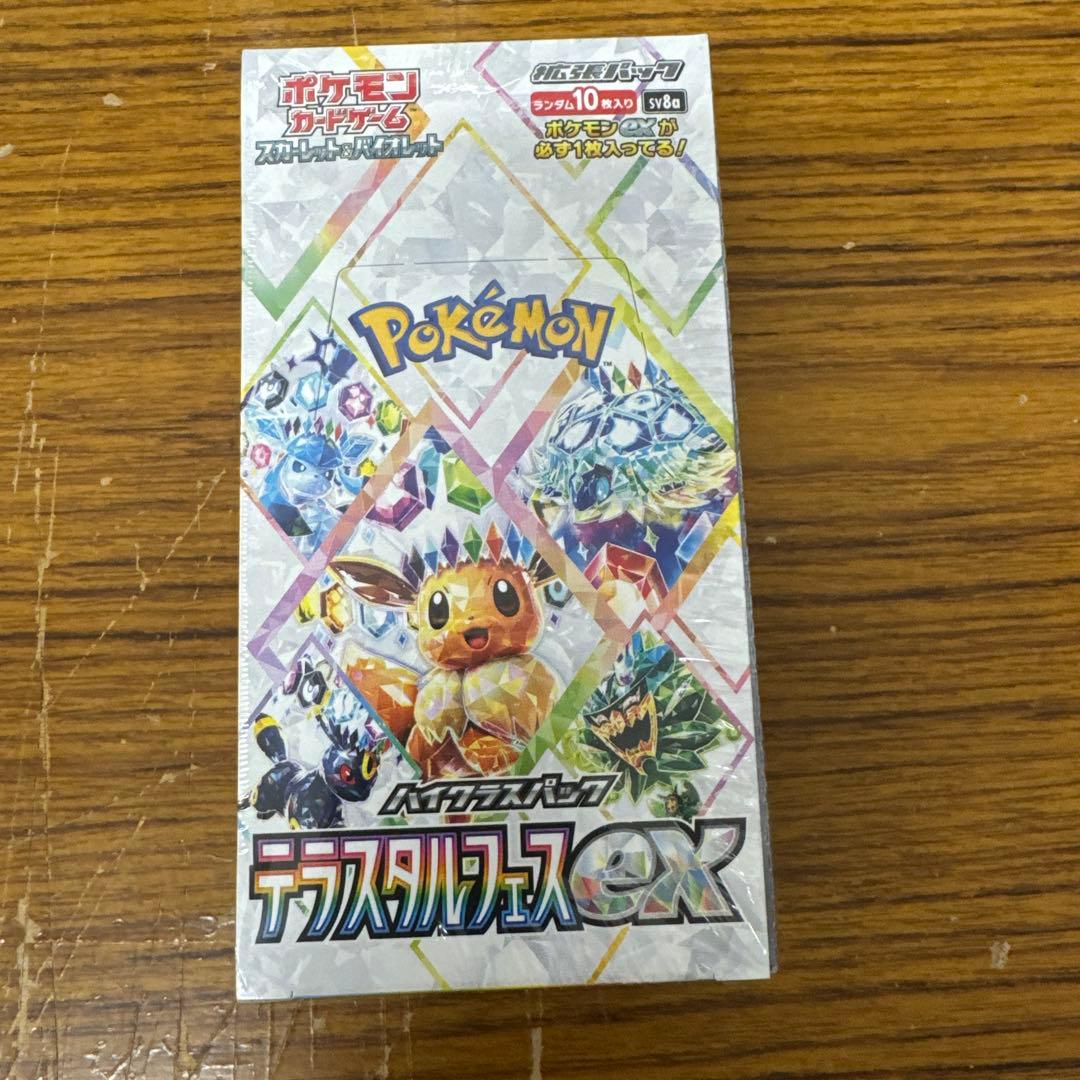 ポケモン
カードゲーム
スカーレット&バイオレット
拡張パック
ランダム10枚入り sv8a
ポケモンexが
必ず1枚入ってる!
POKéMON
TM
ハイクラスパック
テラスタルフェスex